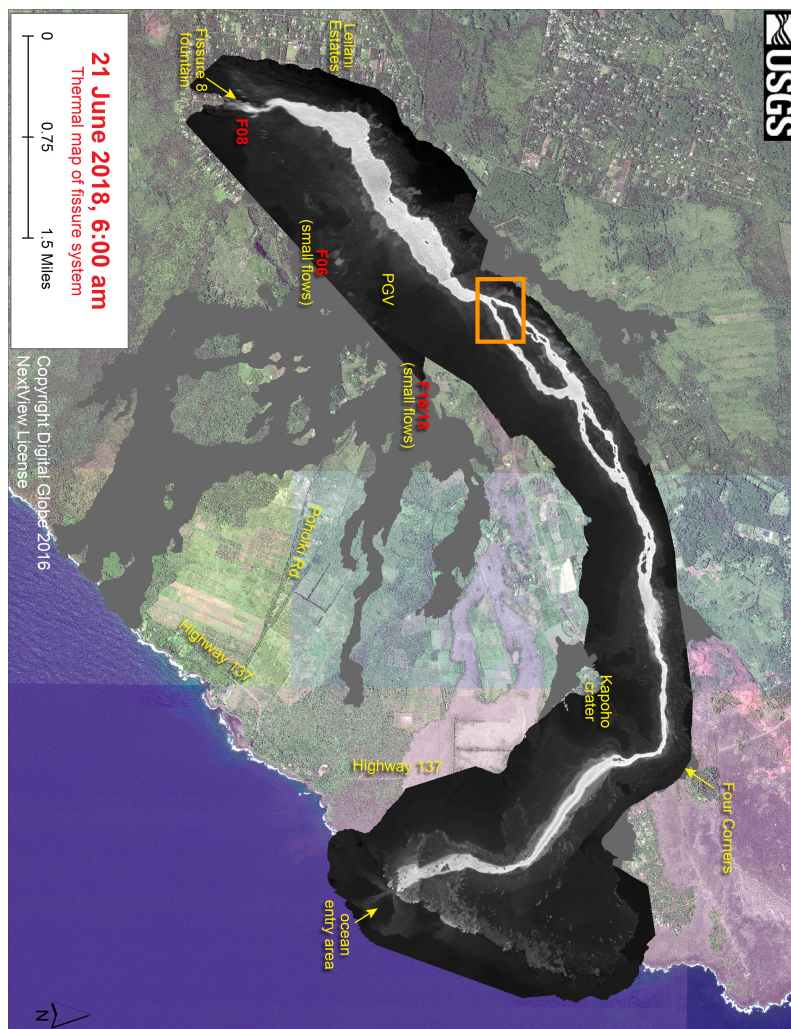 USGS
Leilani
Estates
Fissure 8
fountain
F08
F06
(small flows)
PGV
F16/18
(small flows)
Four Corners
Kapoho
crater
Pohoiki Rd
Highway 137
Highway 137
ocean
entry area
21 June 2018, 6:00 am
Thermal map of fissure system
0
0.75
1.5 Miles
Copyright Digital Globe 2016
NextView License
N